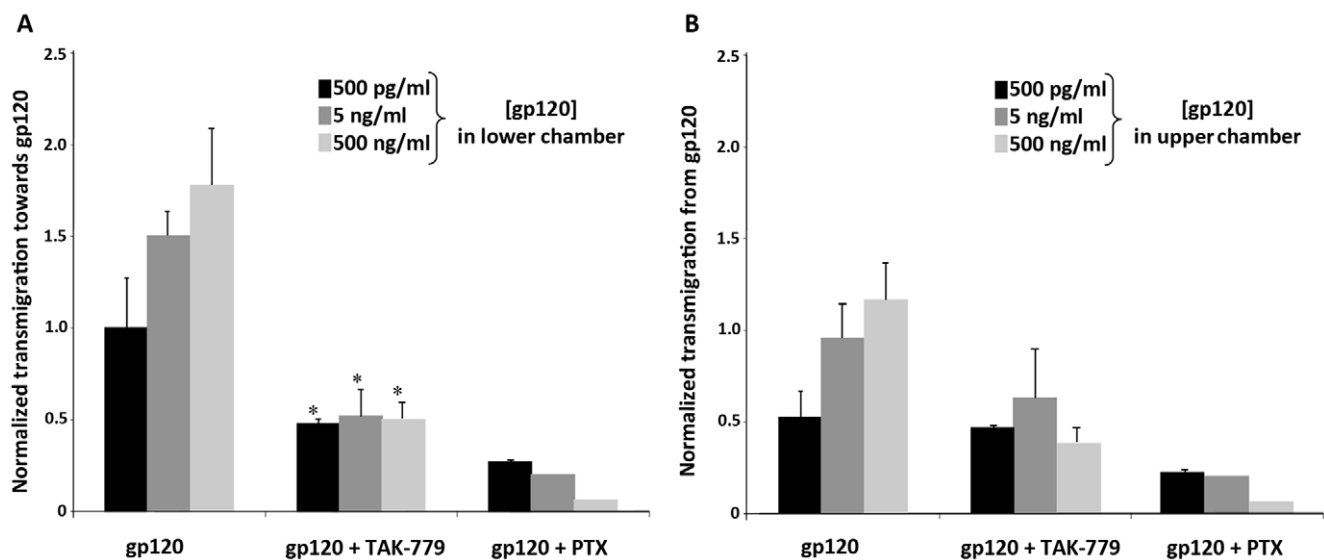 A
Normalized transmigration towards gp120
2.5
2.0
1.5
1.0
0.5
0
500 pg/ml
5 ng/ml
500 ng/ml
[gp120]
in lower chamber
*
*
*
gp120
gp120 + TAK-779
gp120 + PTX
B
Normalized transmigration from gp120
2.5
2.0
1.5
1.0
0.5
0
500 pg/ml
5 ng/ml
500 ng/ml
[gp120]
in upper chamber
gp120
gp120 + TAK-779
gp120 + PTX